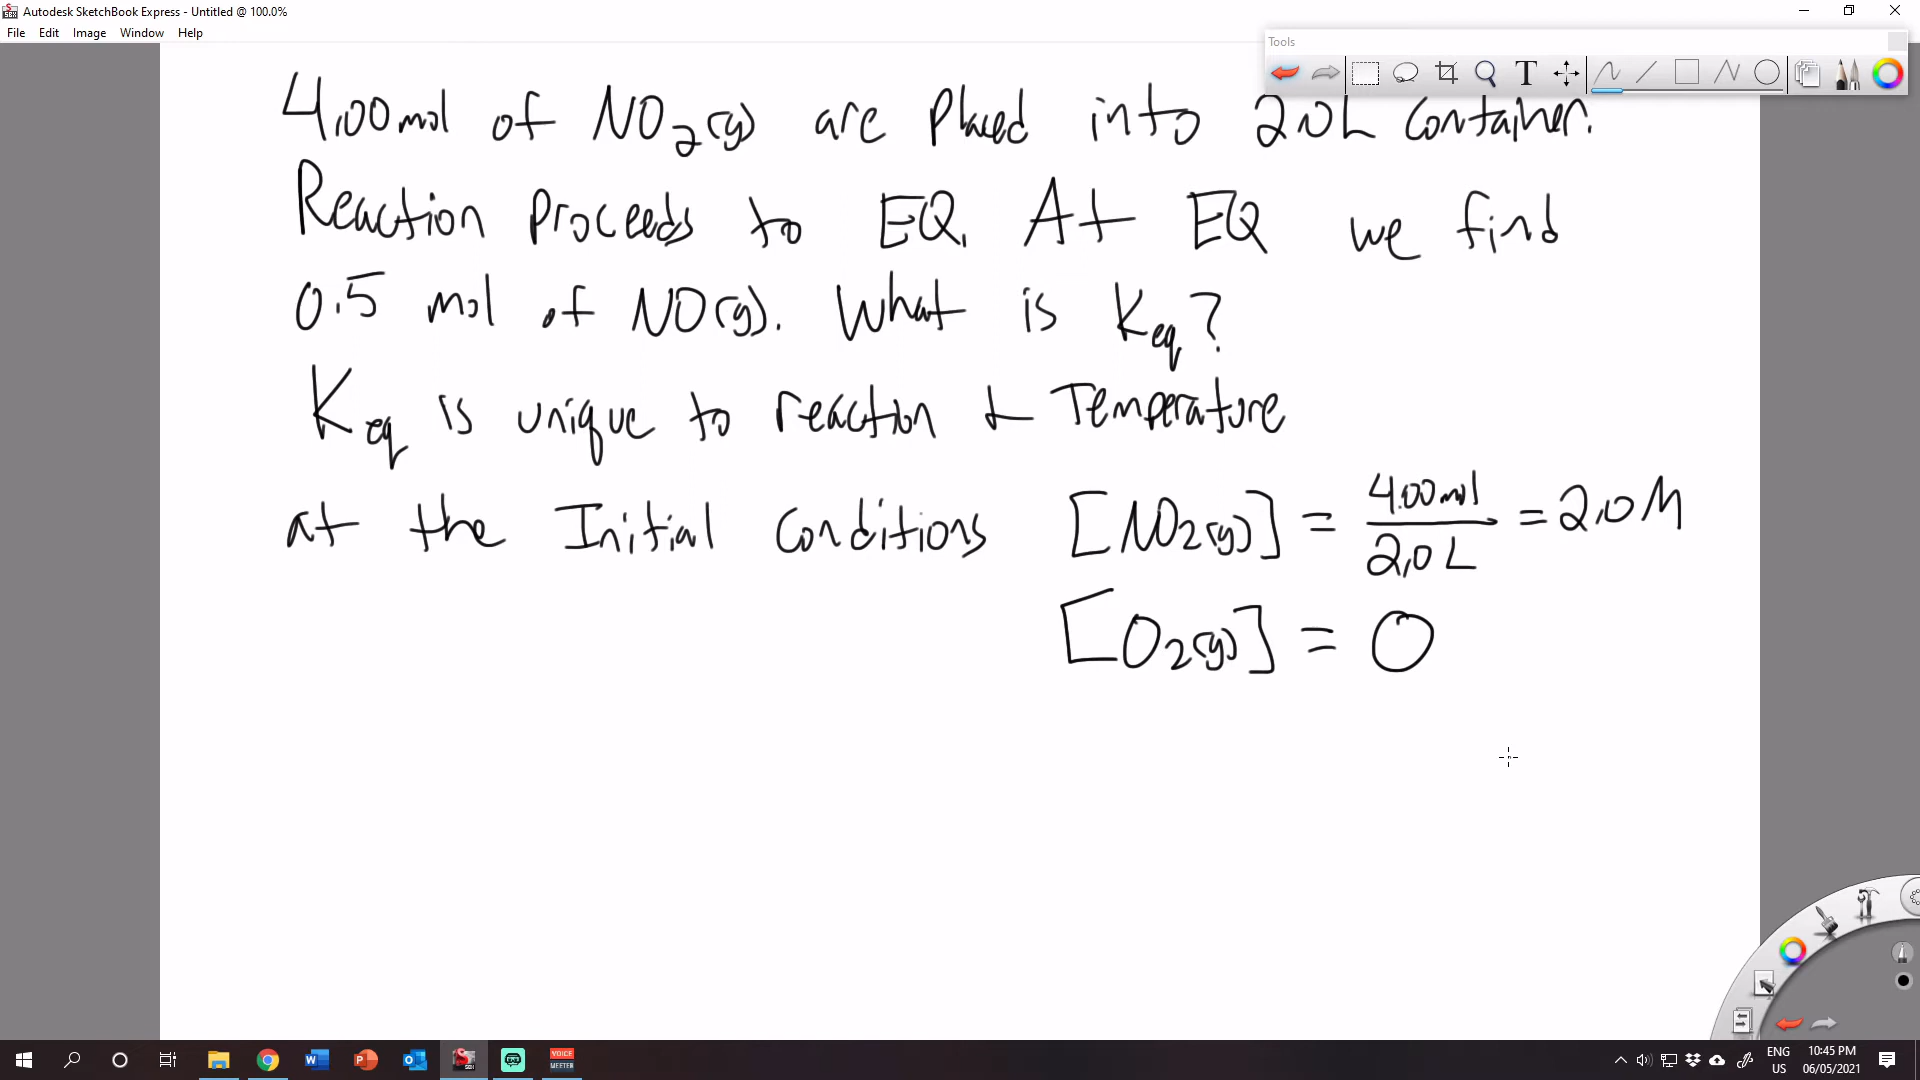 Autodesk SketchBook Express - Untitled @ 100.0%
File Edit Image Window Help
Tools
T
4.00 mol of NO2(g) are Placed into 2.0L Container.
Reaction Proceeds to EQ. At EQ we find
0.5 mol of NO(g). What is Keq?
Keq is unique to reaction & Temperature
at the Initial Conditions [NO2(g)] = 4.00mol / 2.0 L = 2.0 M
[O2(g)] = 0
VOICE
MEETER
ENG
US
10:45 PM
06/05/2021